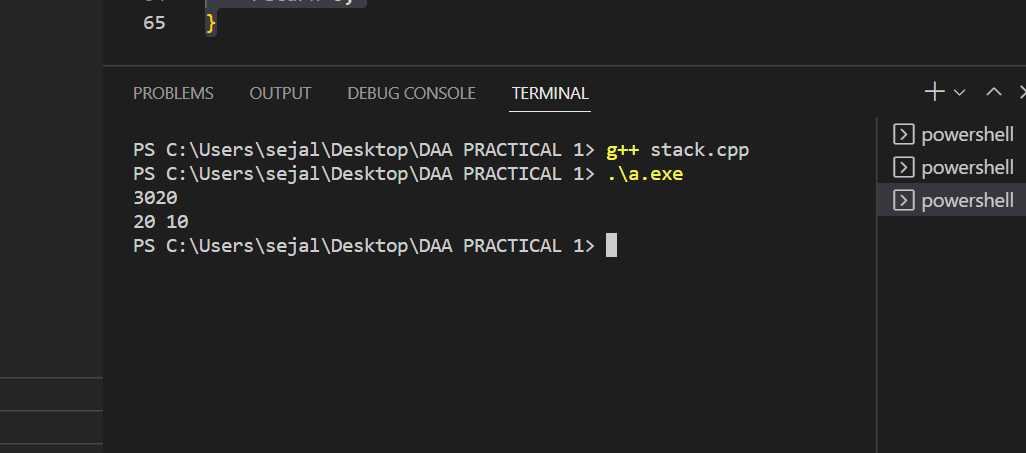 65 }
PROBLEMS OUTPUT DEBUG CONSOLE TERMINAL
PS C:\Users\sejal\Desktop\DAA PRACTICAL 1> g++ stack.cpp
PS C:\Users\sejal\Desktop\DAA PRACTICAL 1> .\a.exe
3020
20 10
PS C:\Users\sejal\Desktop\DAA PRACTICAL 1>
powershell
powershell
powershell